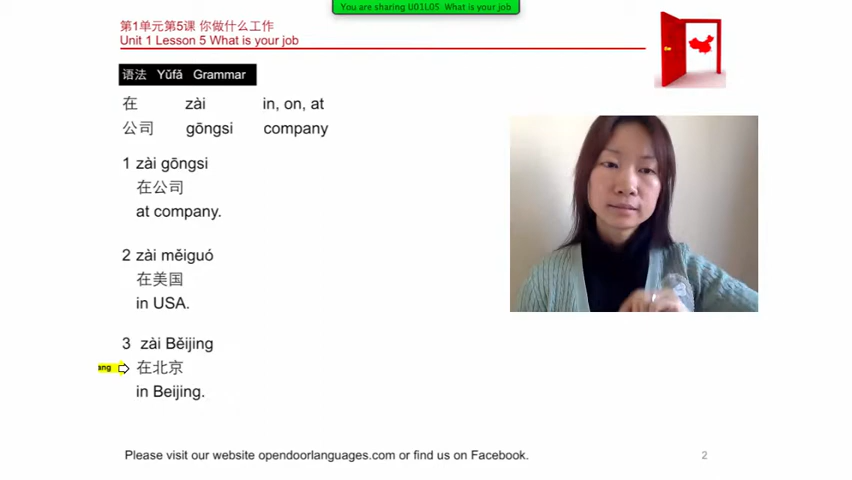 You are sharing U01L05 What is your job
第1单元第5课 你做什么工作
Unit 1 Lesson 5 What is your job
语法 Yǔfǎ Grammar
在 zài in, on, at
公司 gōngsi company
1 zài gōngsi
在公司
at company.
2 zài měiguó
在美国
in USA.
3 zài Běijing
ang
在北京
in Beijing.
Please visit our website opendoorlanguages.com or find us on Facebook.
2